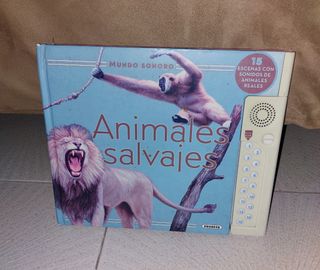 MUNDO SONORO
15
ESCENAS CON
SONIDOS DE
ANIMALES
REALES
Animales
salvajes